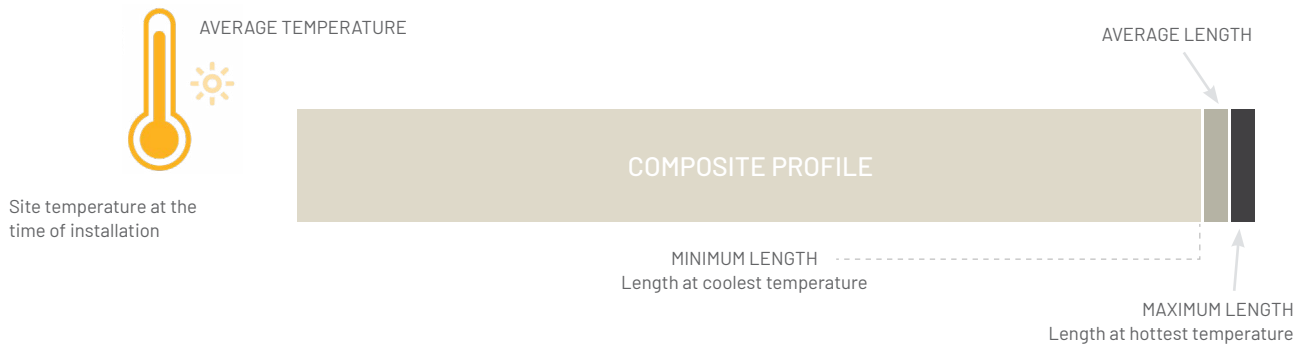 AVERAGE TEMPERATURE
AVERAGE LENGTH
COMPOSITE PROFILE
Site temperature at the
time of installation
MINIMUM LENGTH
Length at coolest temperature
MAXIMUM LENGTH
Length at hottest temperature